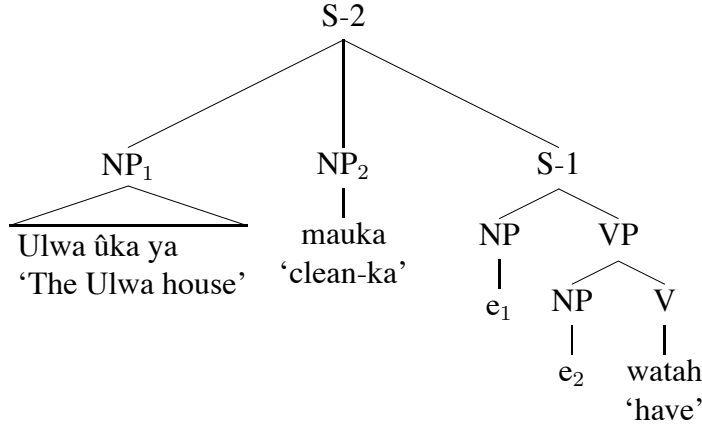 S-2
NP₁ NP₂ S-1
Ulwa ûka ya
‘The Ulwa house’
mauka
‘clean-ka’
NP VP
e₁
NP V
e₂
watah
‘have’